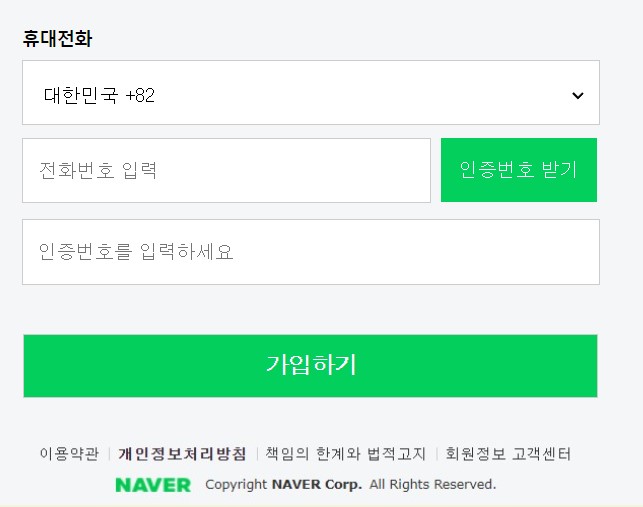 휴대전화
대한민국 +82
전화번호 입력
인증번호 받기
인증번호를 입력하세요
가입하기
이용약관 | 개인정보처리방침 | 책임의 한계와 법적고지 | 회원정보 고객센터
NAVER Copyright NAVER Corp. All Rights Reserved.